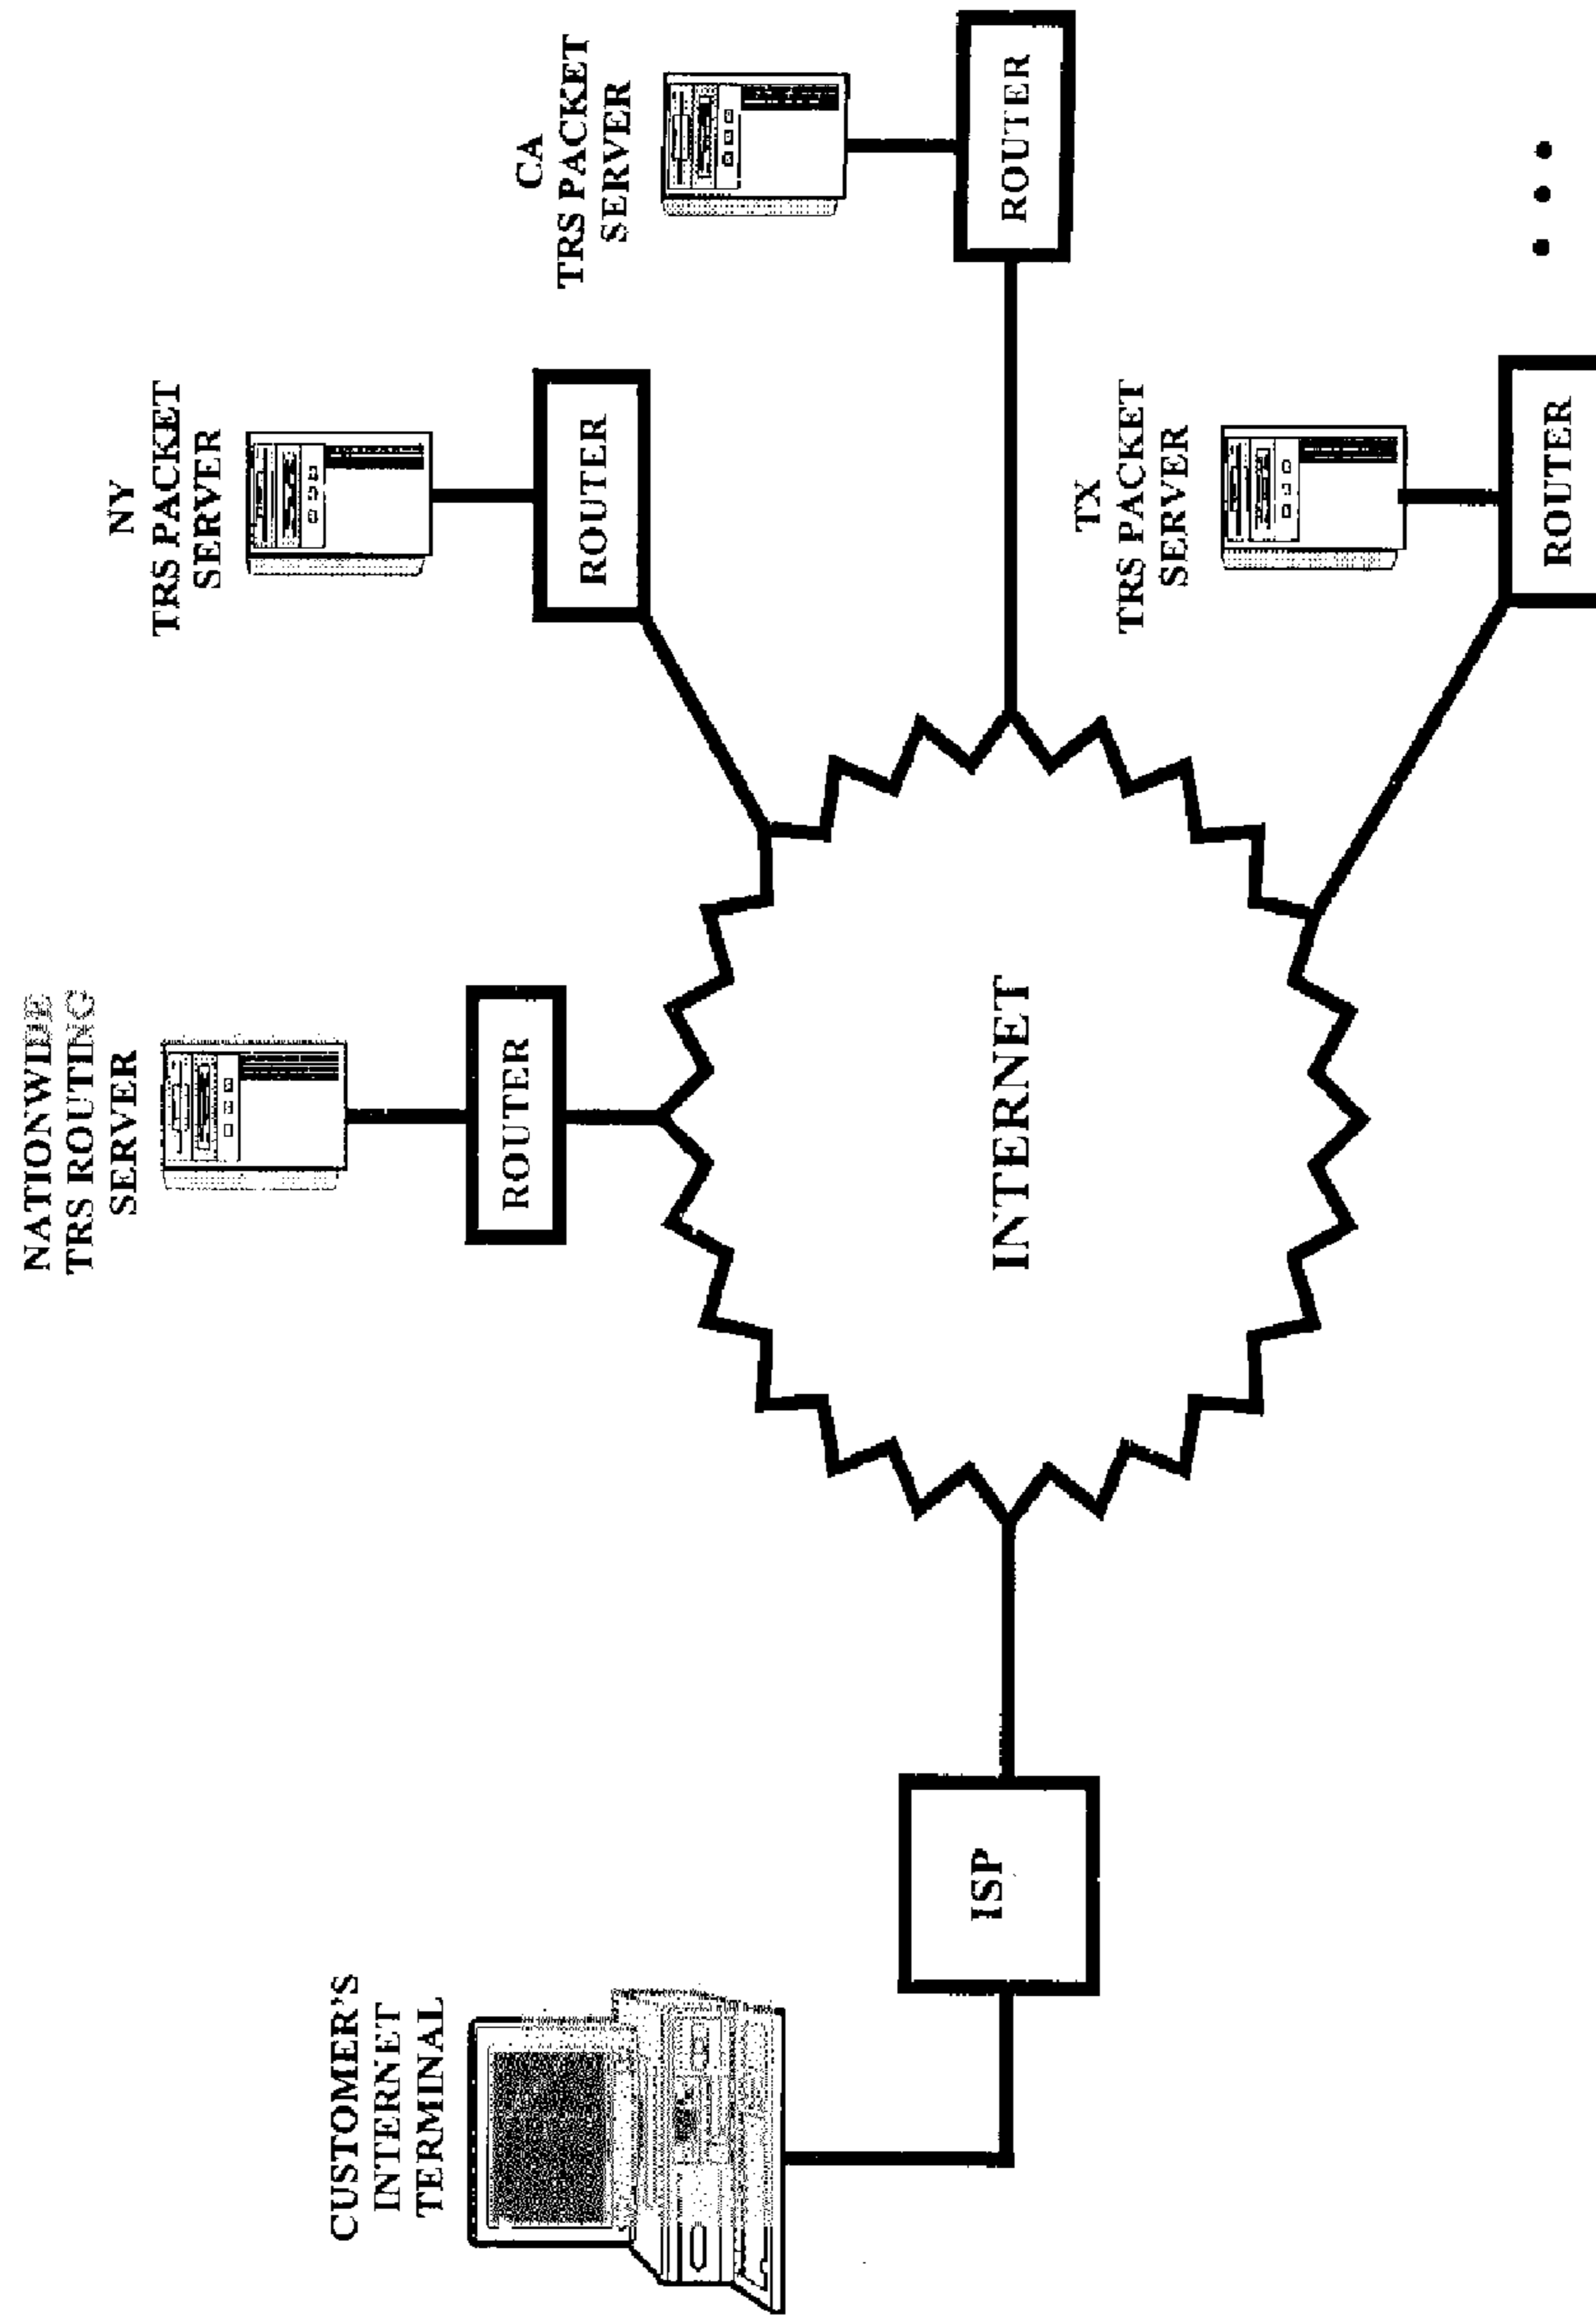 NATIONWIDE
TRS ROUTING
SERVER
ROUTER
NY
TRS PACKET
SERVER
ROUTER
CA
TRS PACKET
SERVER
ROUTER
TX
TRS PACKET
SERVER
ROUTER
INTERNET
ISP
CUSTOMER'S
INTERNET
TERMINAL
• • •